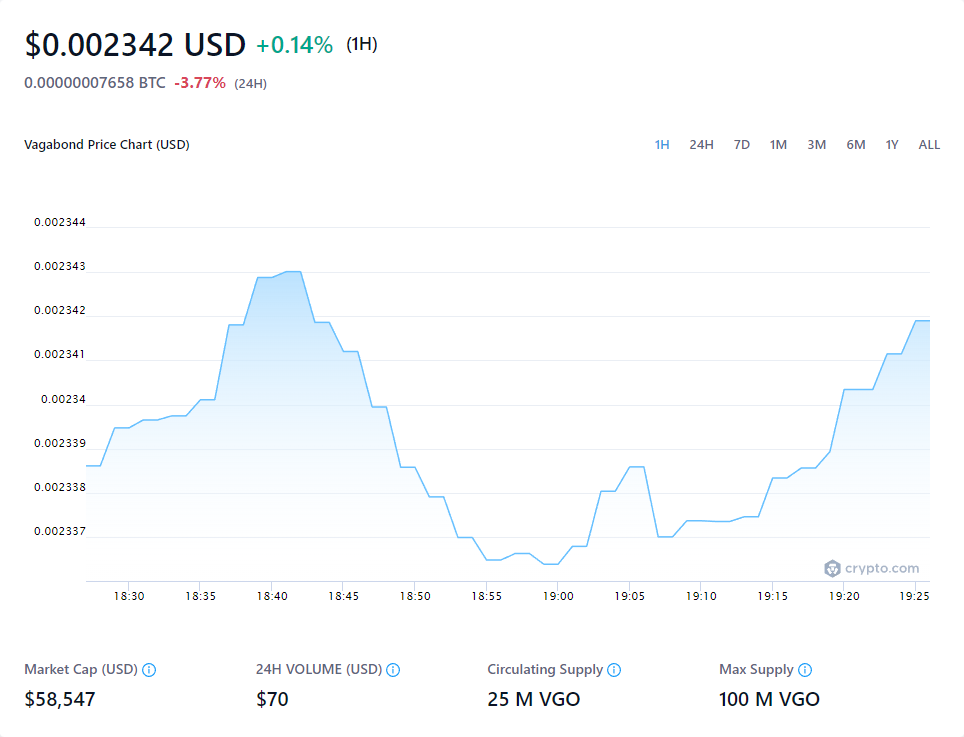 $0.002342 USD +0.14% (1H)
0.00000007658 BTC -3.77% (24H)
Vagabond Price Chart (USD) 1H 24H 7D 1M 3M 6M 1Y ALL
0.002344
0.002343
0.002342
0.002341
0.00234
0.002339
0.002338
0.002337
crypto.com
18:30 18:35 18:40 18:45 18:50 18:55 19:00 19:05 19:10 19:15 19:20 19:25
Market Cap (USD) 24H VOLUME (USD) Circulating Supply Max Supply
$58,547 $70 25 M VGO 100 M VGO